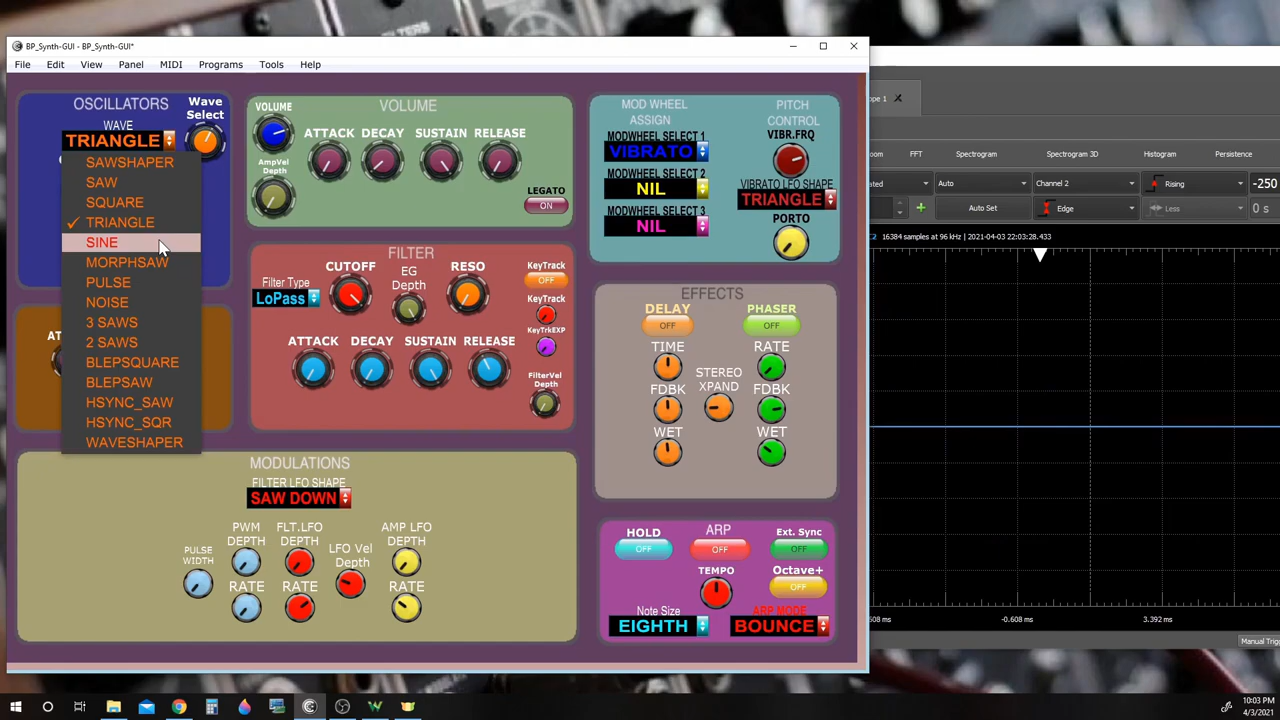 BP_Synth-GUI - BP_Synth-GUI*
File Edit View Panel Programs Tools Help
OSCILLATORS
Wave Select
WAVE
TRIANGLE
SAWSHAPER
SAW
SQUARE
TRIANGLE
SINE
MORPHSAW
PULSE
NOISE
3 SAWS
2 SAWS
BLEPSQUARE
BLEPSAW
HSYNC_SAW
HSYNC_SQR
WAVESHAPER
VOLUME
VOLUME
ATTACK DECAY SUSTAIN RELEASE
AmpVel
Depth
LEGATO
ON
FILTER
Filter Type
LoPass
CUTOFF
EG
Depth
RESO
KeyTrack
OFF
KeyTrack
KeyTrkEXP
ATTACK DECAY SUSTAIN RELEASE
FilterVel
Depth
MODULATIONS
FILTER LFO SHAPE
SAW DOWN
PULSE
WIDTH
PWM
DEPTH
RATE
FLT.LFO
DEPTH
RATE
LFO Vel
Depth
AMP LFO
DEPTH
RATE
MOD WHEEL
ASSIGN
MODWHEEL SELECT 1
VIBRATO
MODWHEEL SELECT 2
NIL
MODWHEEL SELECT 3
NIL
PITCH
CONTROL
VIBR.FRQ
VIBRATO LFO SHAPE
TRIANGLE
PORTO
EFFECTS
DELAY
OFF
TIME
FDBK
WET
STEREO
XPAND
PHASER
OFF
RATE
FDBK
WET
HOLD
OFF
ARP
OFF
Ext. Sync
OFF
TEMPO
Octave+
OFF
Note Size
EIGHTH
ARP MODE
BOUNCE
ope 1
oom FFT Spectrogram Spectrogram 3D Histogram Persistence
ated Auto Channel 2 Rising -250
Auto Set Edge Less 0 s
2 16384 samples at 96 kHz | 2021-04-03 22:03:28.433
608 ms -0.608 ms 3.392 ms
Manual Trig
10:03 PM
4/3/2021